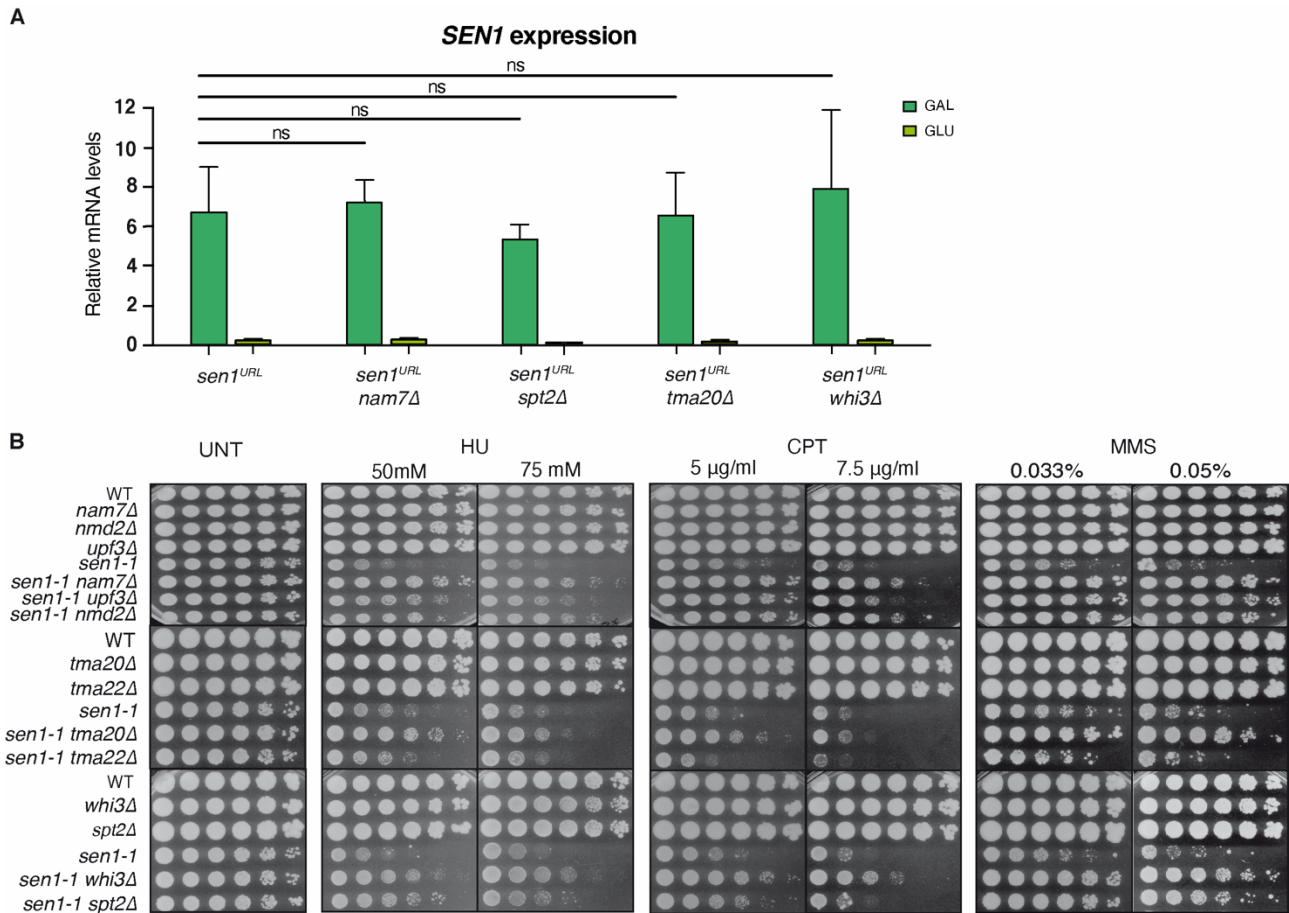 A
SEN1 expression
ns
ns
ns
ns
Relative mRNA levels
12
10
8
6
4
2
0
GAL
GLU
sen1URL
sen1URL
nam7Δ
sen1URL
spt2Δ
sen1URL
tma20Δ
sen1URL
whi3Δ
B
UNT
HU
CPT
MMS
50mM
75 mM
5 µg/ml
7.5 µg/ml
0.033%
0.05%
WT
nam7Δ
nmd2Δ
upf3Δ
sen1-1
sen1-1 nam7Δ
sen1-1 upf3Δ
sen1-1 nmd2Δ
WT
tma20Δ
tma22Δ
sen1-1
sen1-1 tma20Δ
sen1-1 tma22Δ
WT
whi3Δ
spt2Δ
sen1-1
sen1-1 whi3Δ
sen1-1 spt2Δ